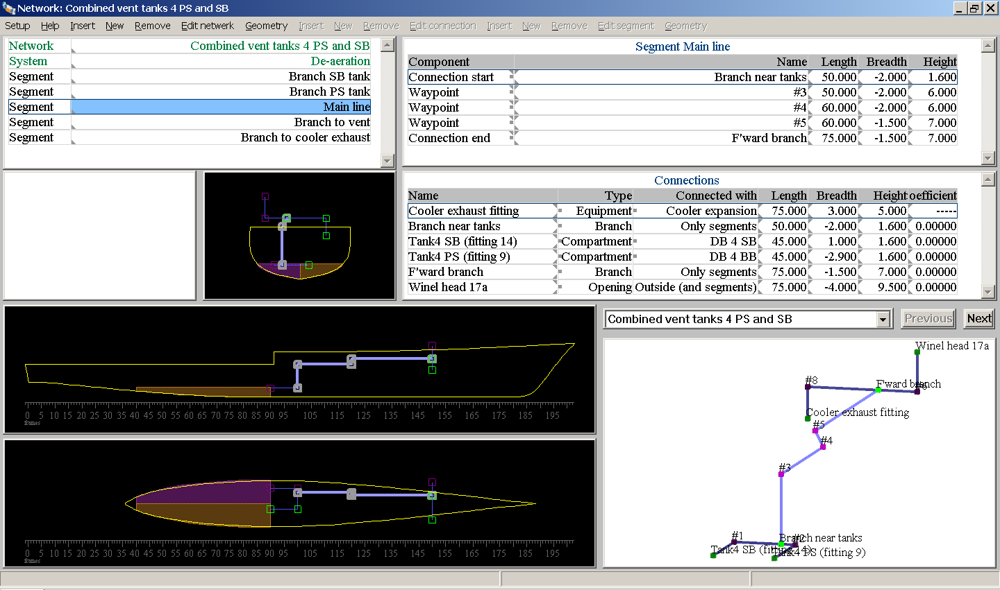 Network: Combined vent tanks 4 PS and SB
Setup Help Insert New Remove Edit netwerk Geometry Insert New Remove Edit connection Insert New Remove Edit segment Geometry
Network Combined vent tanks 4 PS and SB
System De-aeration
Segment Branch SB tank
Segment Branch PS tank
Segment Main line
Segment Branch to vent
Segment Branch to cooler exhaust
Segment Main line
Component Name Length Breadth Height
Connection start Branch near tanks 50.000 -2.000 1.600
Waypoint #3 50.000 -2.000 6.000
Waypoint #4 60.000 -2.000 6.000
Waypoint #5 60.000 -1.500 7.000
Connection end F'ward branch 75.000 -1.500 7.000
Connections
Name Type Connected with Length Breadth Height oefficient
Cooler exhaust fitting Equipment Cooler expansion 75.000 3.000 5.000 -----
Branch near tanks Branch Only segments 50.000 -2.000 1.600 0.00000
Tank4 SB (fitting 14) Compartment DB 4 SB 45.000 1.000 1.600 0.00000
Tank4 PS (fitting 9) Compartment DB 4 BB 45.000 -2.900 1.600 0.00000
F'ward branch Branch Only segments 75.000 -1.500 7.000 0.00000
Winel head 17a Opening Outside (and segments) 75.000 -4.000 9.500 0.00000
0 5 10 15 20 25 30 35 40 45 50 55 60 65 70 75 80 85 90 95 105 115 125 135 145 155 165 175 185 195
frames
0 5 10 15 20 25 30 35 40 45 50 55 60 65 70 75 80 85 90 95 105 115 125 135 145 155 165 175 185 195
frames
Combined vent tanks 4 PS and SB Previous Next
Winel head 17a
#8 F'ward branch
Cooler exhaust fitting
#5
#4
#3
#1 Branch near tanks #2
Tank4 SB (fitting 14)
Tank4 PS (fitting 9)